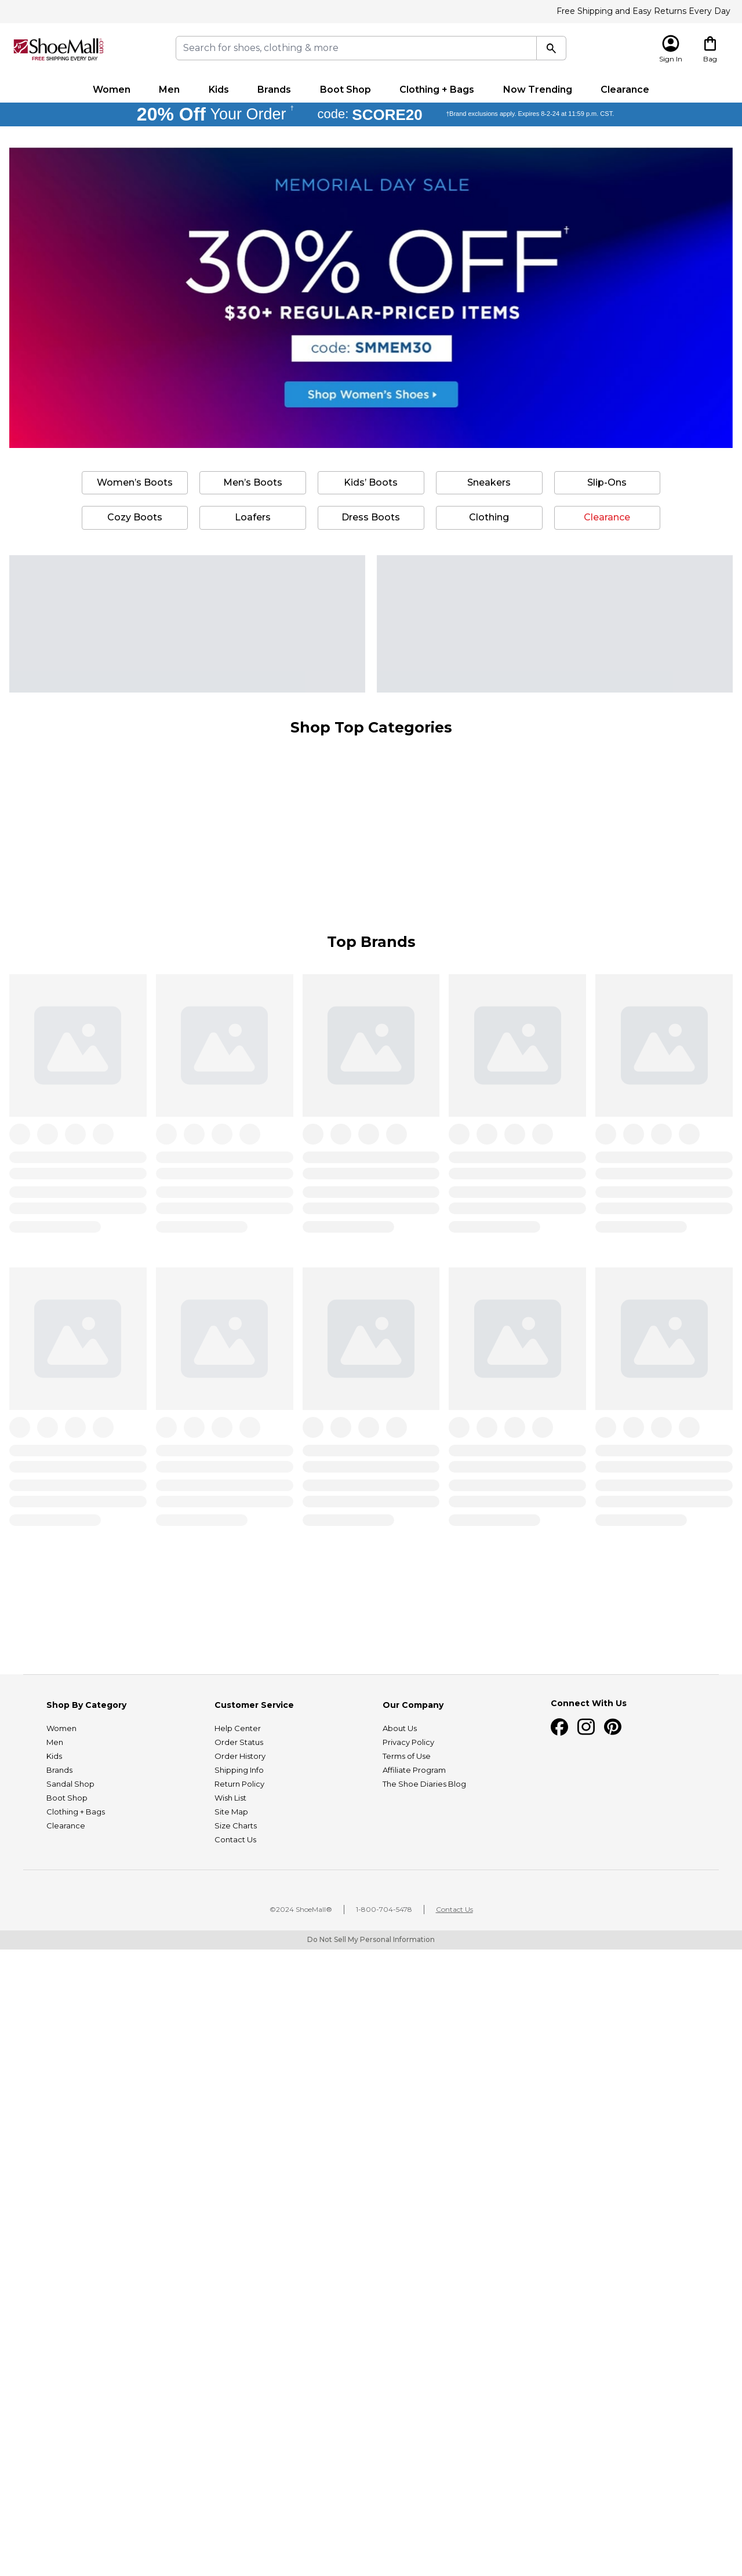 Free Shipping and Easy Returns Every Day
ShoeMall.com
FREE SHIPPING EVERY DAY
Search for shoes, clothing & more
Sign In
Bag
Women Men Kids Brands Boot Shop Clothing + Bags Now Trending Clearance
20% Off Your Order † code: SCORE20 †Brand exclusions apply. Expires 8-2-24 at 11:59 p.m. CST.
MEMORIAL DAY SALE
30% OFF†
$30+ REGULAR-PRICED ITEMS
code: SMMEM30
Shop Women's Shoes
Women's Boots Men's Boots Kids' Boots Sneakers Slip-Ons
Cozy Boots Loafers Dress Boots Clothing Clearance
Shop Top Categories
Top Brands
Shop By Category
Women
Men
Kids
Brands
Sandal Shop
Boot Shop
Clothing + Bags
Clearance
Customer Service
Help Center
Order Status
Order History
Shipping Info
Return Policy
Wish List
Site Map
Size Charts
Contact Us
Our Company
About Us
Privacy Policy
Terms of Use
Affiliate Program
The Shoe Diaries Blog
Connect With Us
©2024 ShoeMall® | 1-800-704-5478 | Contact Us
Do Not Sell My Personal Information